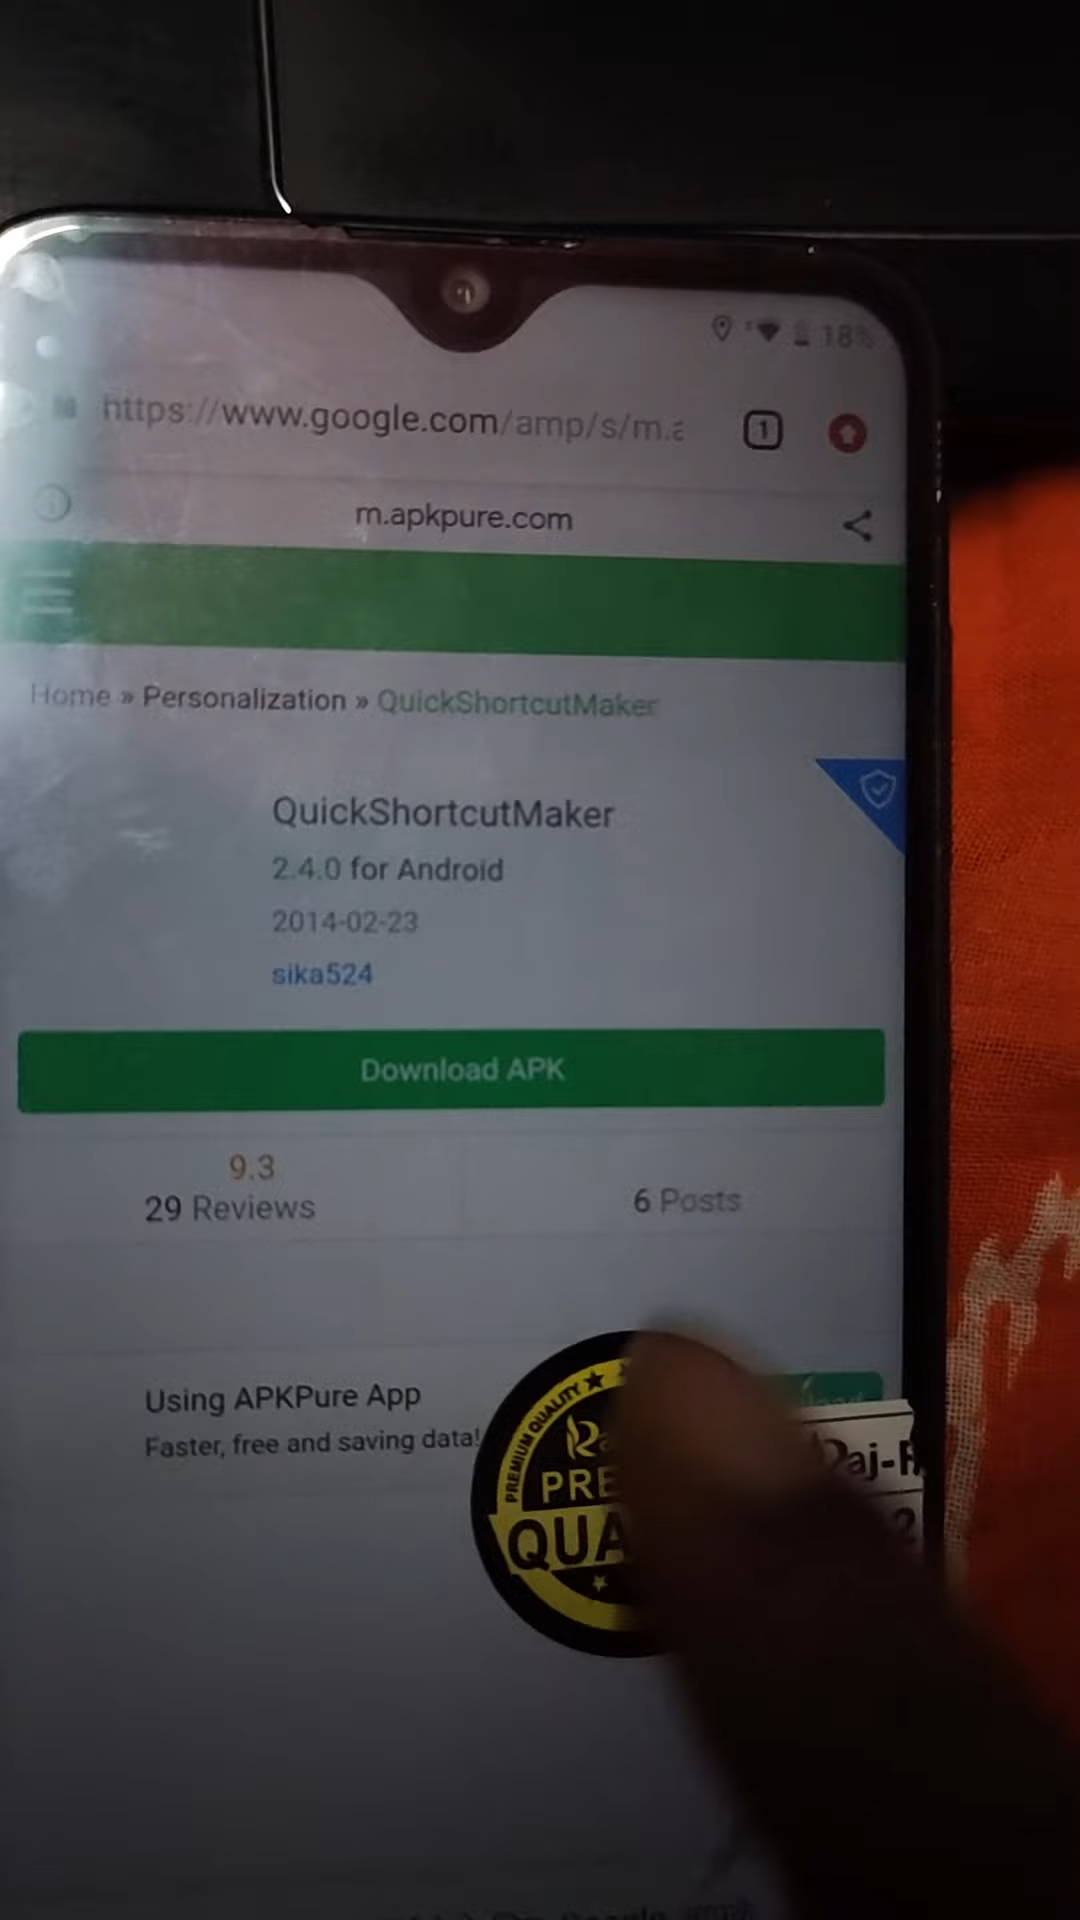 18%
https://www.google.com/amp/s/m.a
1
m.apkpure.com
Home » Personalization » QuickShortcutMaker
QuickShortcutMaker
2.4.0 for Android
2014-02-23
sika524
Download APK
9.3
29 Reviews
6 Posts
Using APKPure App
Faster, free and saving data!
PREMIUM QUALITY
PRE
QUA